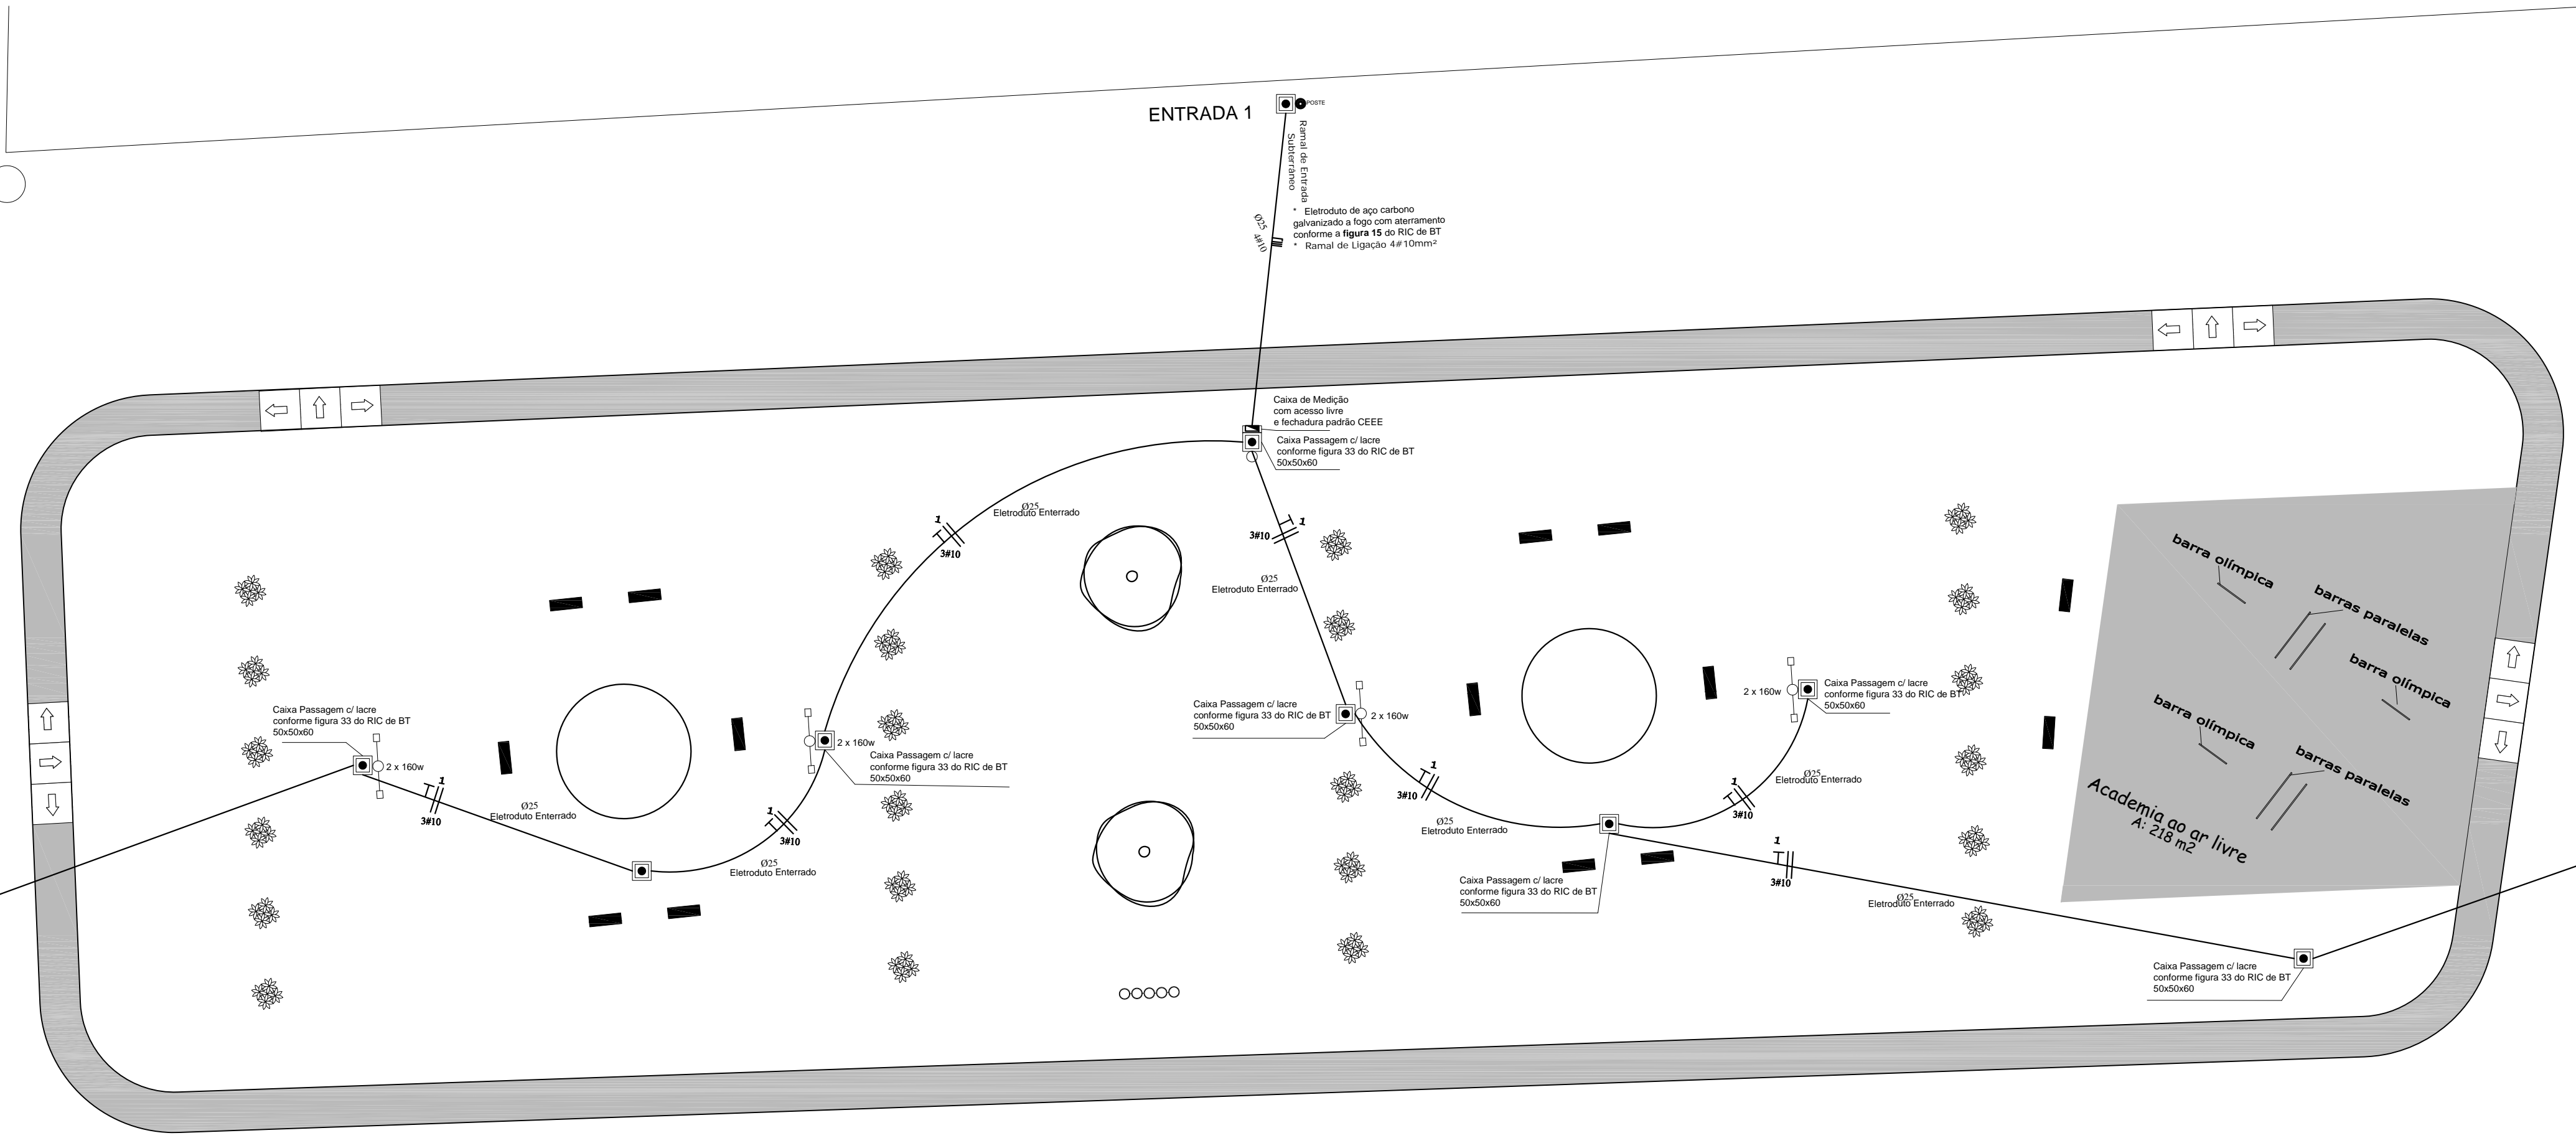 ENTRADA 1
POSTE
Ramal de Entrada
Subterrâneo
Ø25
4#10
* Eletroduto de aço carbono
galvanizado a fogo com aterramento
conforme a figura 15 do RIC de BT
* Ramal de Ligação 4#10mm²
Caixa de Medição
com acesso livre
e fechadura padrão CEEE
Caixa Passagem c/ lacre
conforme figura 33 do RIC de BT
50x50x60
Ø25
Eletroduto Enterrado
1
3#10
1
3#10
Ø25
Eletroduto Enterrado
Caixa Passagem c/ lacre
conforme figura 33 do RIC de BT
50x50x60
2 x 160w
1
3#10
Ø25
Eletroduto Enterrado
2 x 160w
Caixa Passagem c/ lacre
conforme figura 33 do RIC de BT
50x50x60
1
3#10
Ø25
Eletroduto Enterrado
Caixa Passagem c/ lacre
conforme figura 33 do RIC de BT
50x50x60
2 x 160w
1
3#10
Ø25
Eletroduto Enterrado
2 x 160w
Caixa Passagem c/ lacre
conforme figura 33 do RIC de BT
50x50x60
1
3#10
Ø25
Eletroduto Enterrado
Caixa Passagem c/ lacre
conforme figura 33 do RIC de BT
50x50x60
1
3#10
Ø25
Eletroduto Enterrado
Caixa Passagem c/ lacre
conforme figura 33 do RIC de BT
50x50x60
barra olímpica
barras paralelas
barra olímpica
barra olímpica
barras paralelas
Academia ao ar livre
A: 218 m2